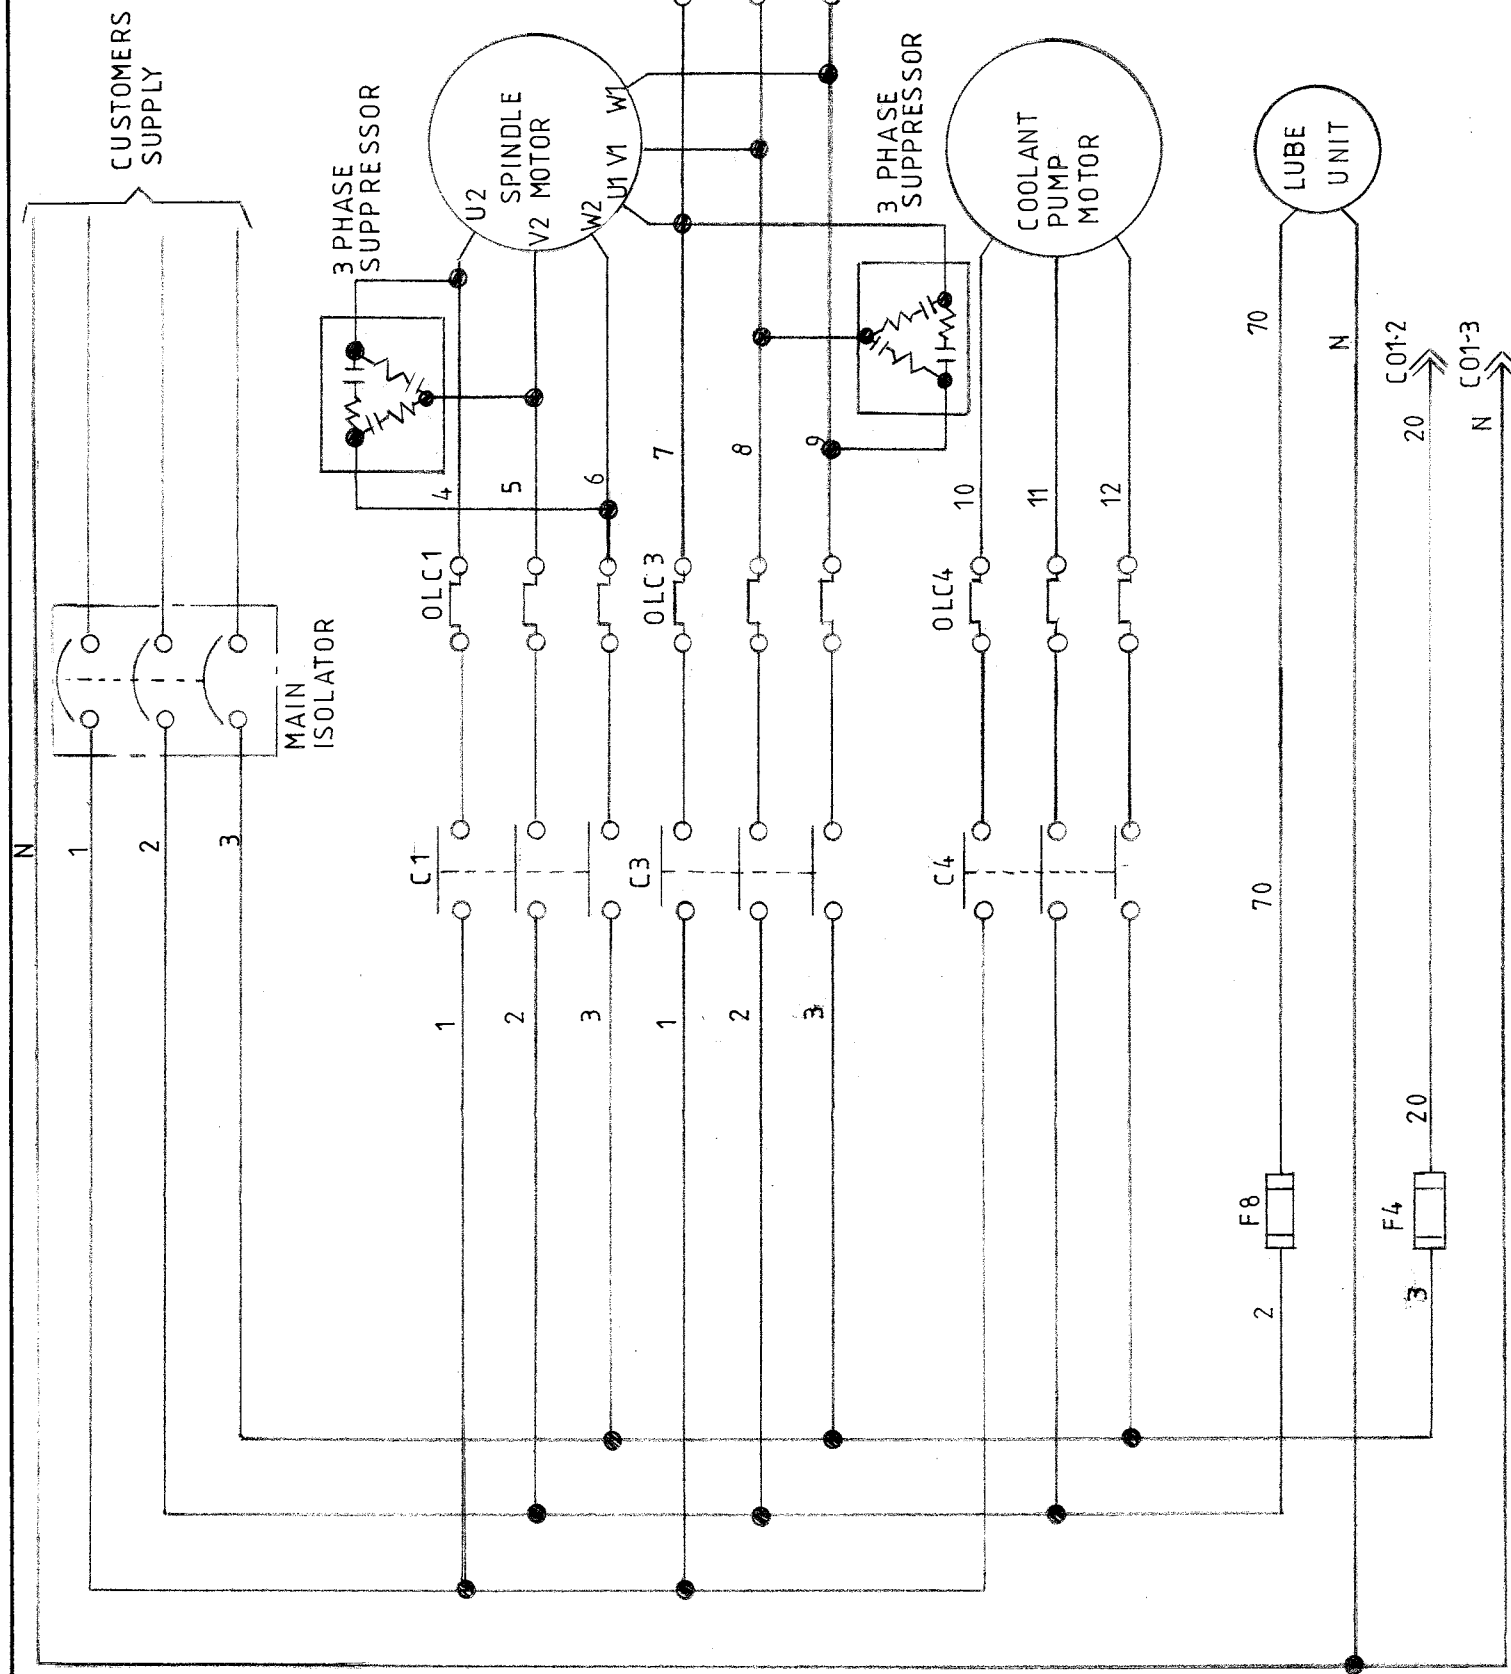 CUSTOMERS
SUPPLY
N
1
2
3
MAIN
ISOLATOR
3 PHASE
SUPPRESSOR
SPINDLE
MOTOR
U2
V2
W2
U1
V1
W1
4
5
6
OLC1
C1
1
2
3
7
8
9
OLC3
C3
1
2
3
3 PHASE
SUPPRESSOR
COOLANT
PUMP
MOTOR
10
11
12
OLC4
C4
LUBE
UNIT
70
N
70
F8
2
C01-2
20
C01-3
N
20
F4
3